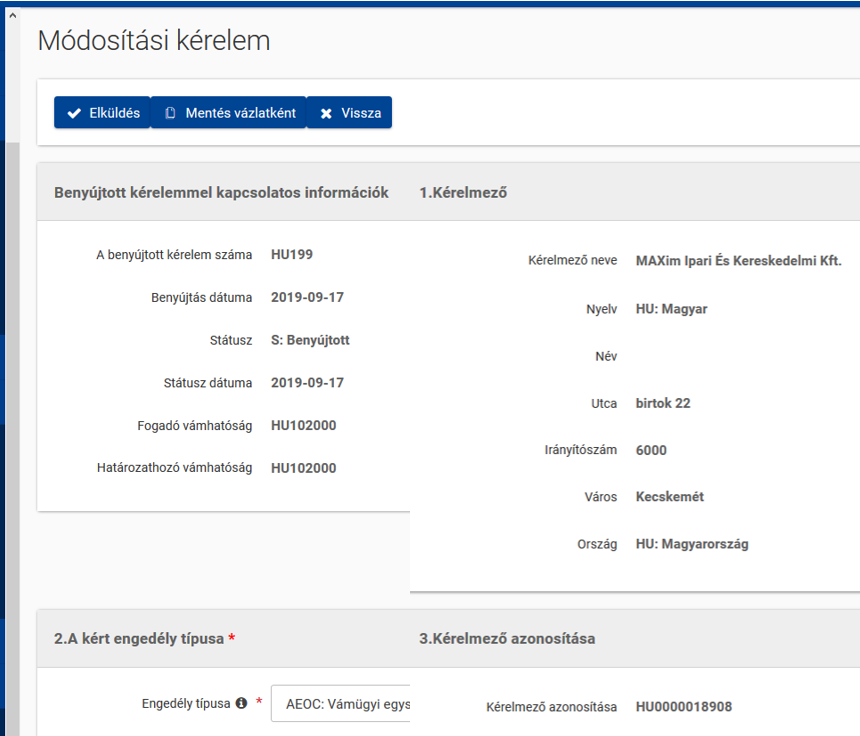 Módosítási kérelem
Elküldés Mentés vázlatként Vissza
Benyújtott kérelemmel kapcsolatos információk
A benyújtott kérelem száma HU199
Benyújtás dátuma 2019-09-17
Státusz S: Benyújtott
Státusz dátuma 2019-09-17
Fogadó vámhatóság HU102000
Határozathozó vámhatóság HU102000
1.Kérelmező
Kérelmező neve MAXim Ipari És Kereskedelmi Kft.
Nyelv HU: Magyar
Név
Utca birtok 22
Irányítószám 6000
Város Kecskemét
Ország HU: Magyarország
2.A kért engedély típusa *
Engedély típusa * AEOC: Vámügyi egys
3.Kérelmező azonosítása
Kérelmező azonosítása HU0000018908